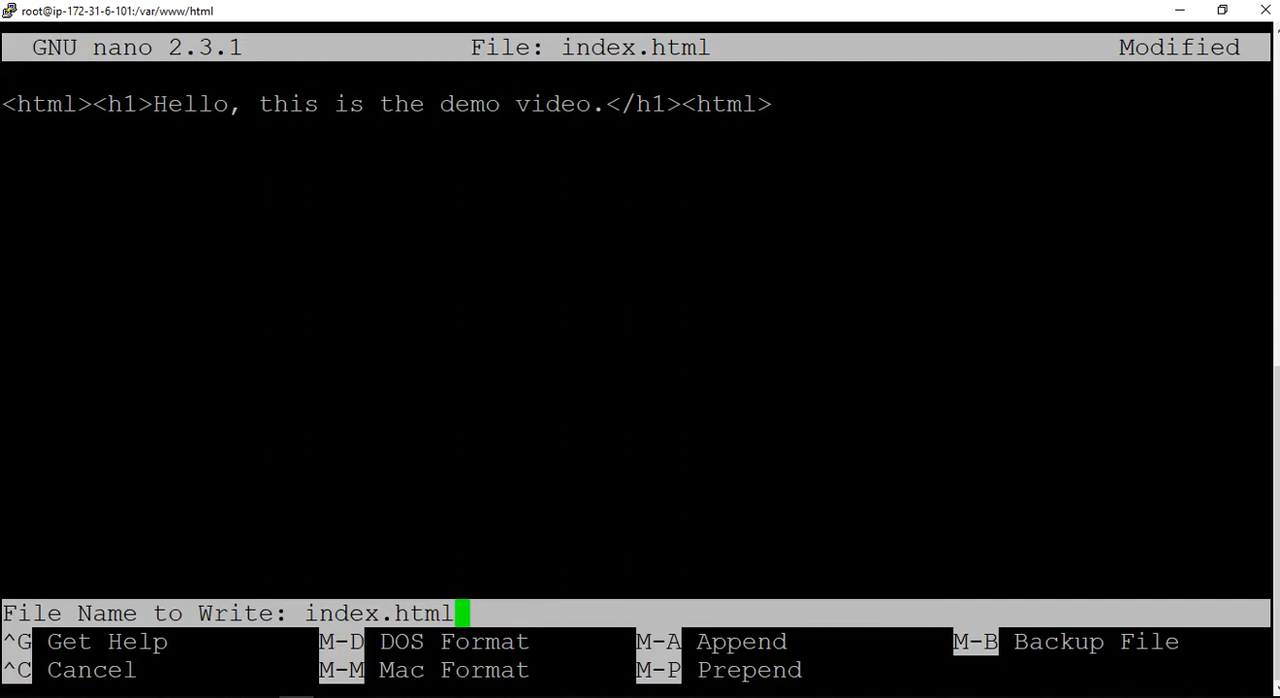 root@ip-172-31-6-101:/var/www/html
GNU nano 2.3.1 File: index.html Modified
<html><h1>Hello, this is the demo video.</h1><html>
File Name to Write: index.html
^G Get Help M-D DOS Format M-A Append M-B Backup File
^C Cancel M-M Mac Format M-P Prepend